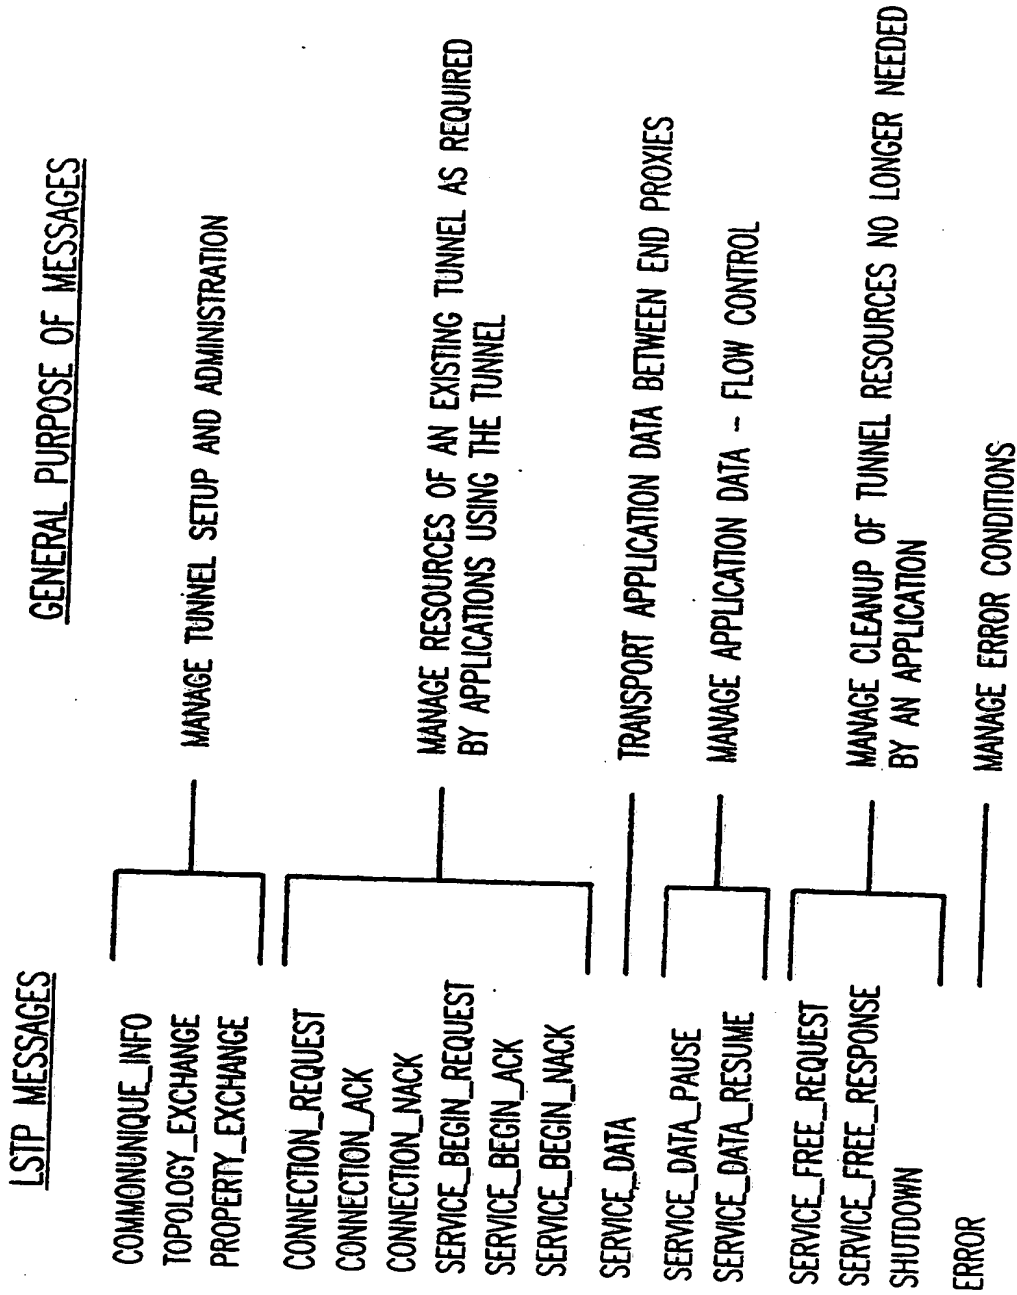 LSTP MESSAGES
GENERAL PURPOSE OF MESSAGES
COMMONUNIQUE_INFO
TOPOLOGY_EXCHANGE
PROPERTY_EXCHANGE
MANAGE TUNNEL SETUP AND ADMINISTRATION
CONNECTION_REQUEST
CONNECTION_ACK
CONNECTION_NACK
SERVICE_BEGIN_REQUEST
SERVICE_BEGIN_ACK
SERVICE_BEGIN_NACK
MANAGE RESOURCES OF AN EXISTING TUNNEL AS REQUIRED
BY APPLICATIONS USING THE TUNNEL
SERVICE_DATA
TRANSPORT APPLICATION DATA BETWEEN END PROXIES
SERVICE_DATA_PAUSE
SERVICE_DATA_RESUME
MANAGE APPLICATION DATA -- FLOW CONTROL
SERVICE_FREE_REQUEST
SERVICE_FREE_RESPONSE
SHUTDOWN
MANAGE CLEANUP OF TUNNEL RESOURCES NO LONGER NEEDED
BY AN APPLICATION
ERROR
MANAGE ERROR CONDITIONS